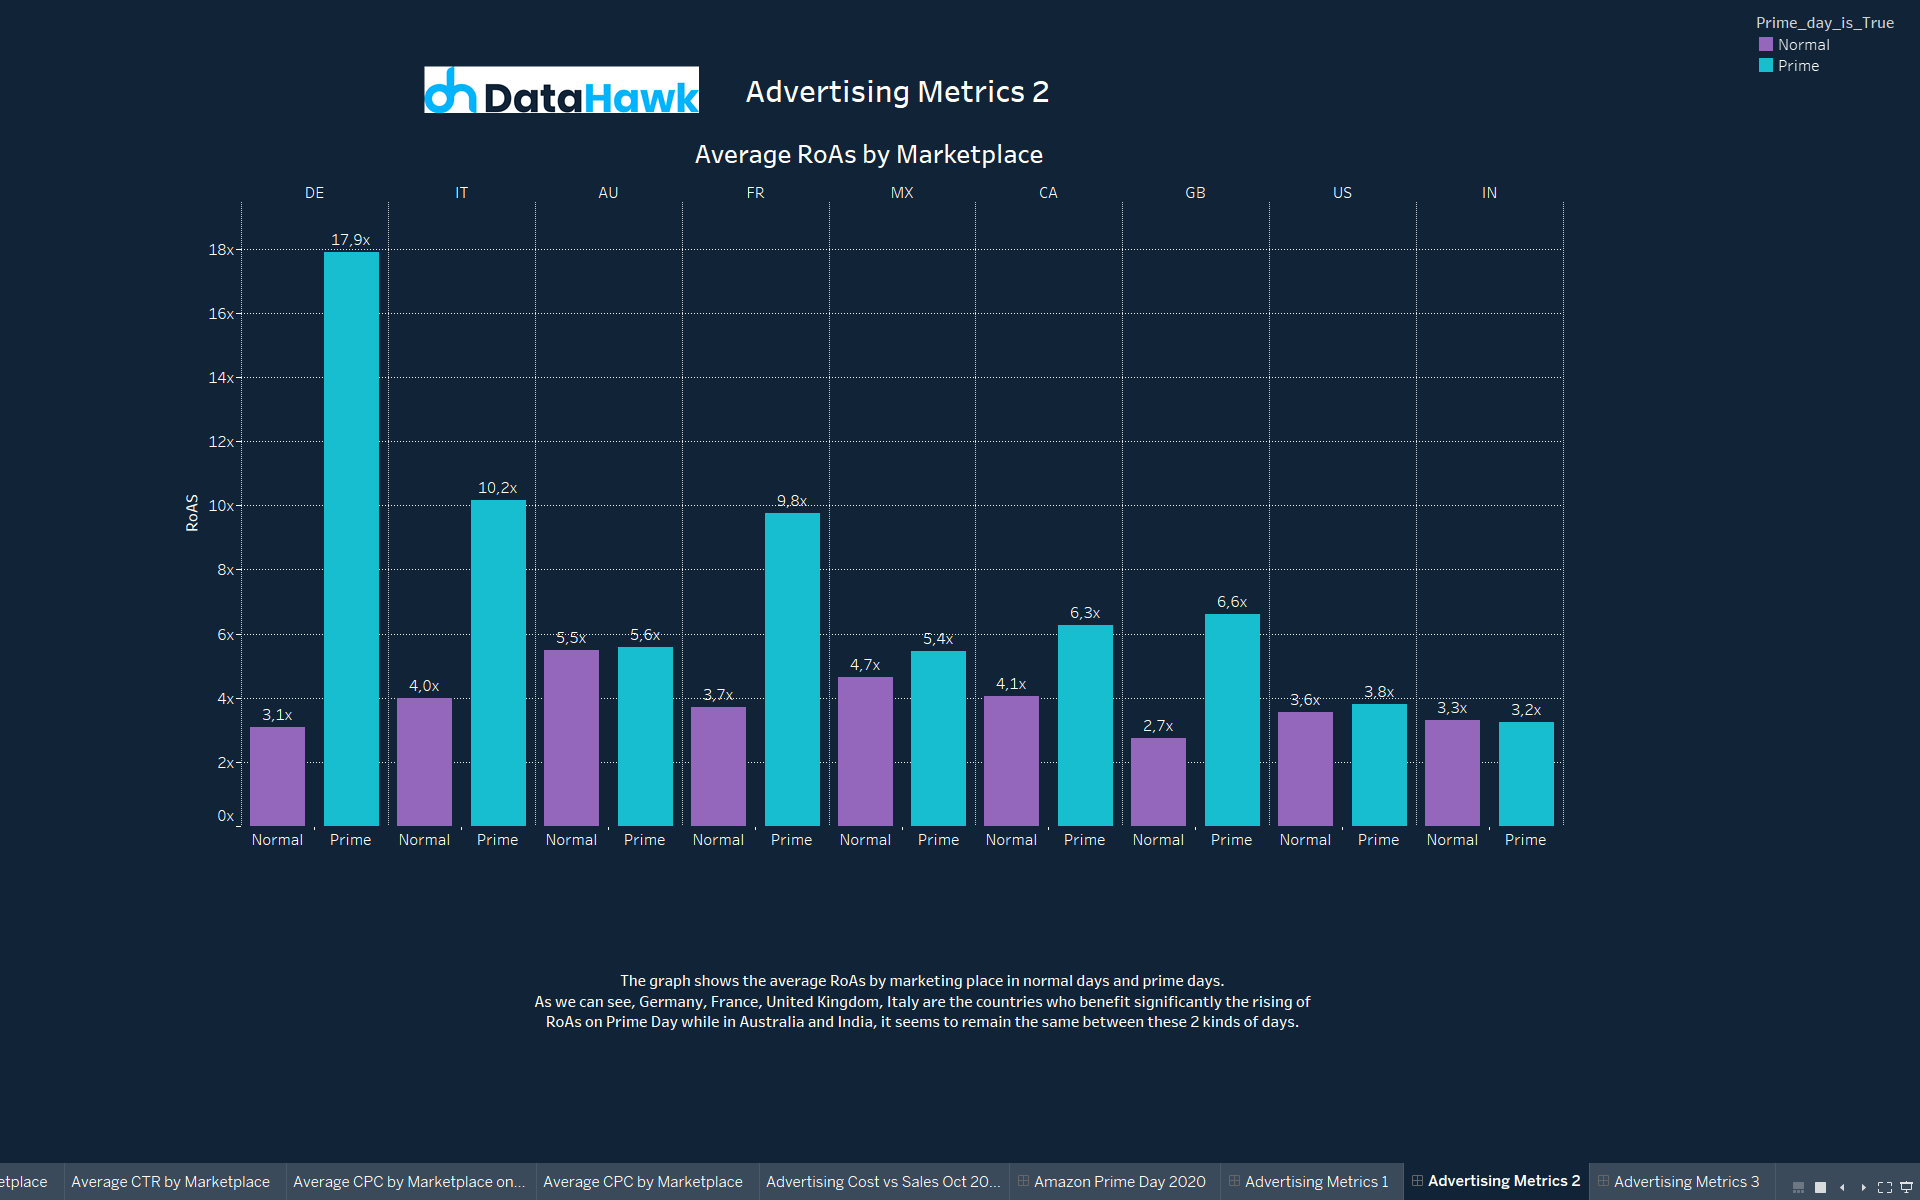 Prime_day_is_True
Normal
Prime
DataHawk
Advertising Metrics 2
Average RoAs by Marketplace
DE IT AU FR MX CA GB US IN
RoAS
18x
16x
14x
12x
10x
8x
6x
4x
2x
0x
3,1x 17,9x 4,0x 10,2x 5,5x 5,6x 3,7x 9,8x 4,7x 5,4x 4,1x 6,3x 2,7x 6,6x 3,6x 3,8x 3,3x 3,2x
Normal Prime Normal Prime Normal Prime Normal Prime Normal Prime Normal Prime Normal Prime Normal Prime Normal Prime
The graph shows the average RoAs by marketing place in normal days and prime days.
As we can see, Germany, France, United Kingdom, Italy are the countries who benefit significantly the rising of
RoAs on Prime Day while in Australia and India, it seems to remain the same between these 2 kinds of days.
etplace Average CTR by Marketplace Average CPC by Marketplace on... Average CPC by Marketplace Advertising Cost vs Sales Oct 20... Amazon Prime Day 2020 Advertising Metrics 1 Advertising Metrics 2 Advertising Metrics 3